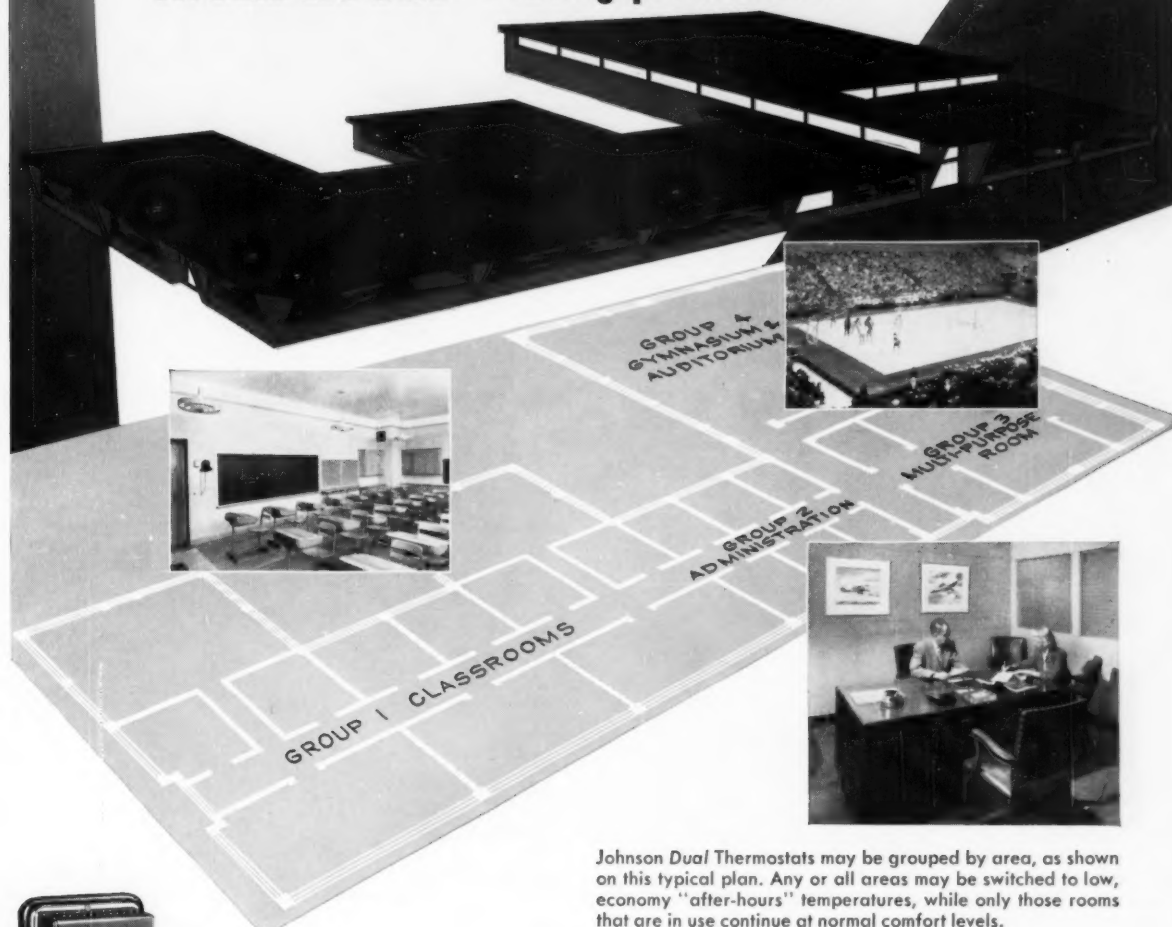 GROUP 4
GYMNASIUM &
AUDITORIUM
GROUP 3
MULTI-PURPOSE
ROOM
GROUP 2
ADMINISTRATION
GROUP 1 CLASSROOMS
Johnson Dual Thermostats may be grouped by area, as shown
on this typical plan. Any or all areas may be switched to low,
economy "after-hours" temperatures, while only those rooms
that are in use continue at normal comfort levels.